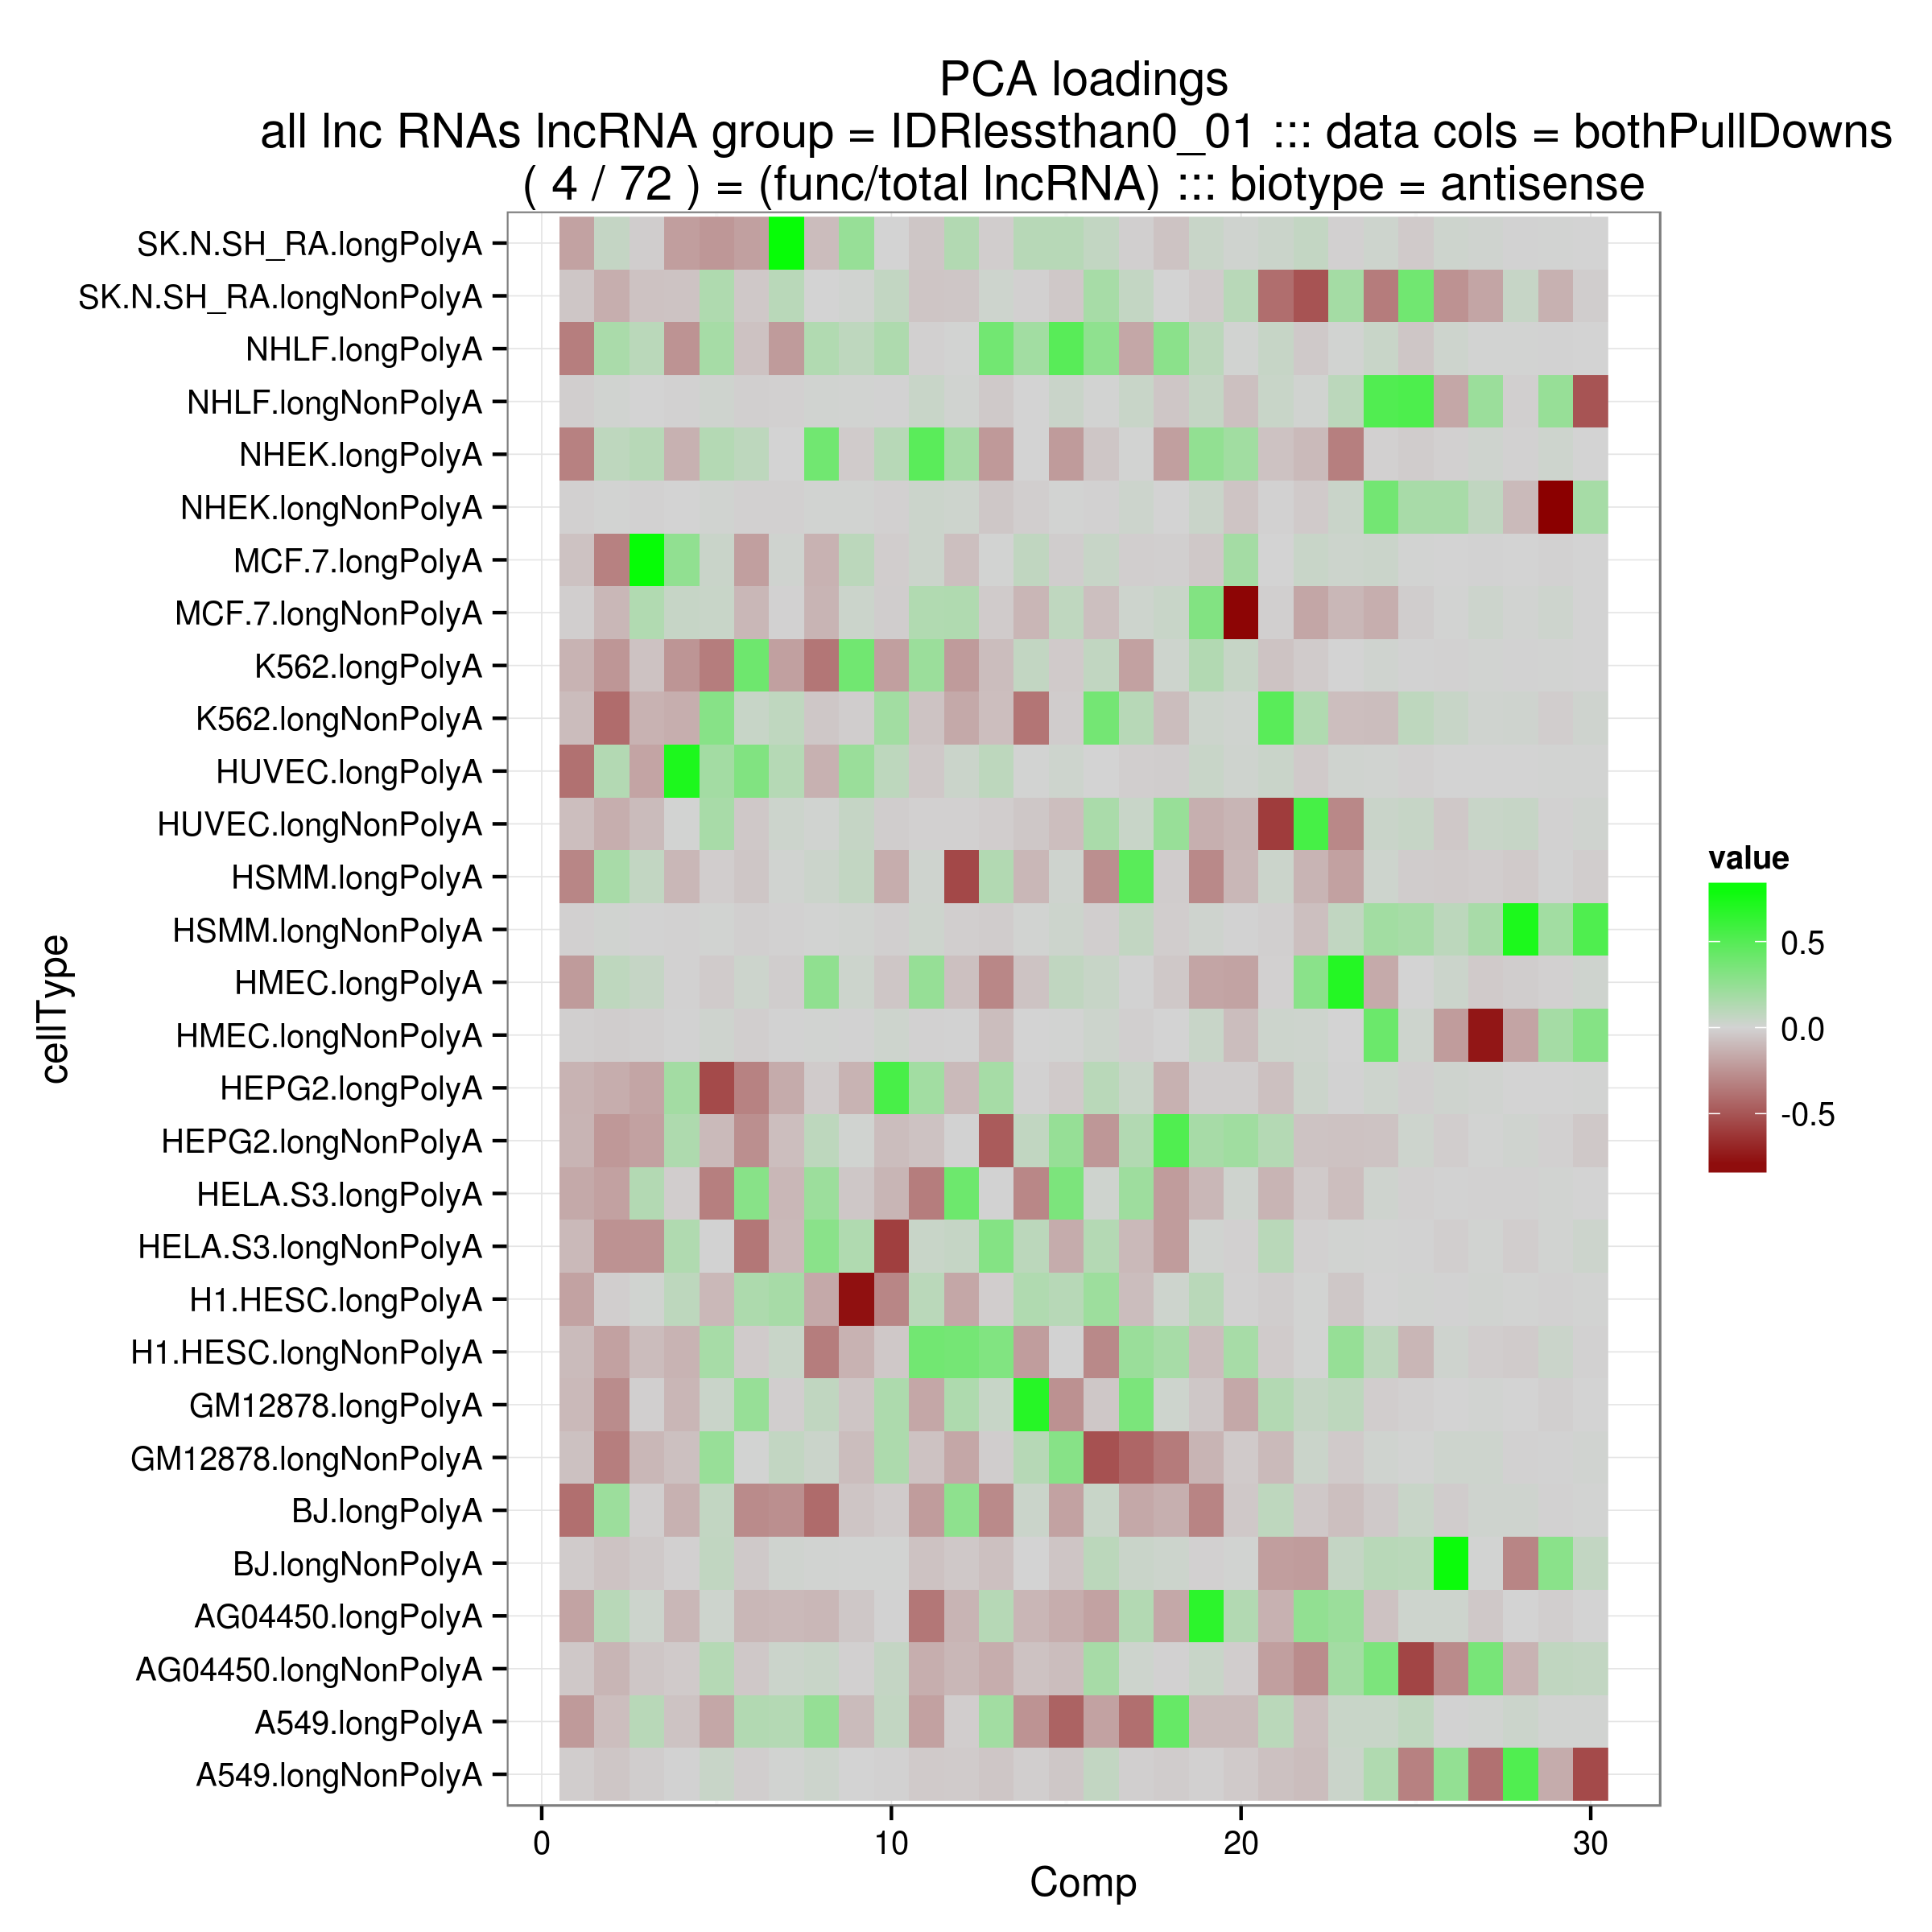 PCA loadings
all lnc RNAs lncRNA group = IDRlessthan0_01 ::: data cols = bothPullDowns
( 4 / 72 ) = (func/total lncRNA) ::: biotype = antisense
cellType
SK.N.SH_RA.longPolyA
SK.N.SH_RA.longNonPolyA
NHLF.longPolyA
NHLF.longNonPolyA
NHEK.longPolyA
NHEK.longNonPolyA
MCF.7.longPolyA
MCF.7.longNonPolyA
K562.longPolyA
K562.longNonPolyA
HUVEC.longPolyA
HUVEC.longNonPolyA
HSMM.longPolyA
HSMM.longNonPolyA
HMEC.longPolyA
HMEC.longNonPolyA
HEPG2.longPolyA
HEPG2.longNonPolyA
HELA.S3.longPolyA
HELA.S3.longNonPolyA
H1.HESC.longPolyA
H1.HESC.longNonPolyA
GM12878.longPolyA
GM12878.longNonPolyA
BJ.longPolyA
BJ.longNonPolyA
AG04450.longPolyA
AG04450.longNonPolyA
A549.longPolyA
A549.longNonPolyA
0 10 20 30
Comp
value
0.5
0.0
-0.5